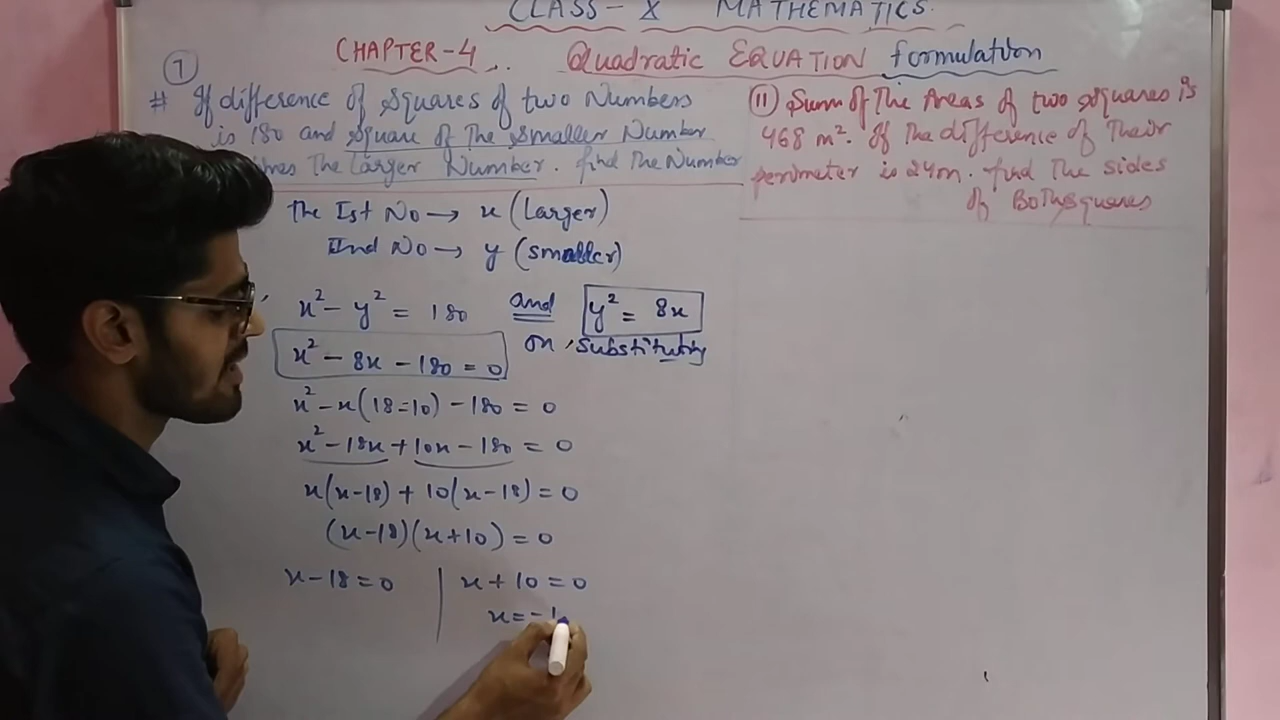 CLASS - X MATHEMATICS.
CHAPTER-4 .. Quadratic EQUATION formulation
7
# If difference of squares of two Numbers
is 180 and square of The smaller Number
The larger Number. find The Number
11 Sum Of The Areas of two squares is
468 m². If The difference of Their
perimeter is 24m. find The sides
of Both squares
The Ist No → x (Larger)
IInd No → y (smaller)
x² - y² = 180 and y² = 8x
x² - 8x - 180 = 0 on substituting
x² - x(18=10) - 180 = 0
x² - 18x + 10x - 180 = 0
x(x-18) + 10(x-18) = 0
(x-18)(x+10) = 0
x-18=0 x+10=0
x=-1